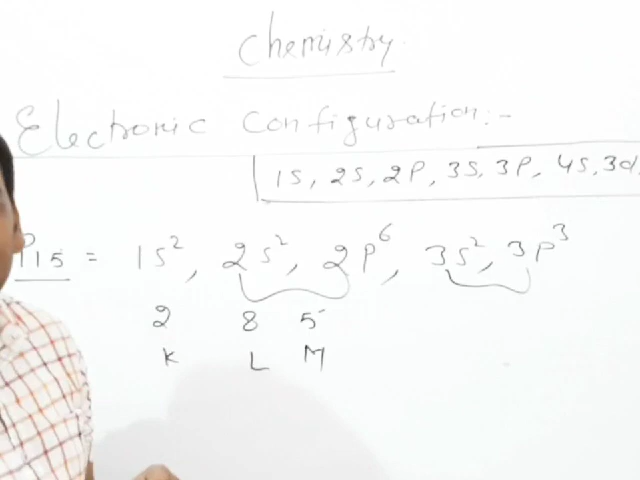 Chemistry
Electronic Configuration:-
1S, 2S, 2P, 3S, 3P, 4S, 3d,
P15 = 1s², 2s², 2p⁶, 3s², 3p³
2 8 5
K L M